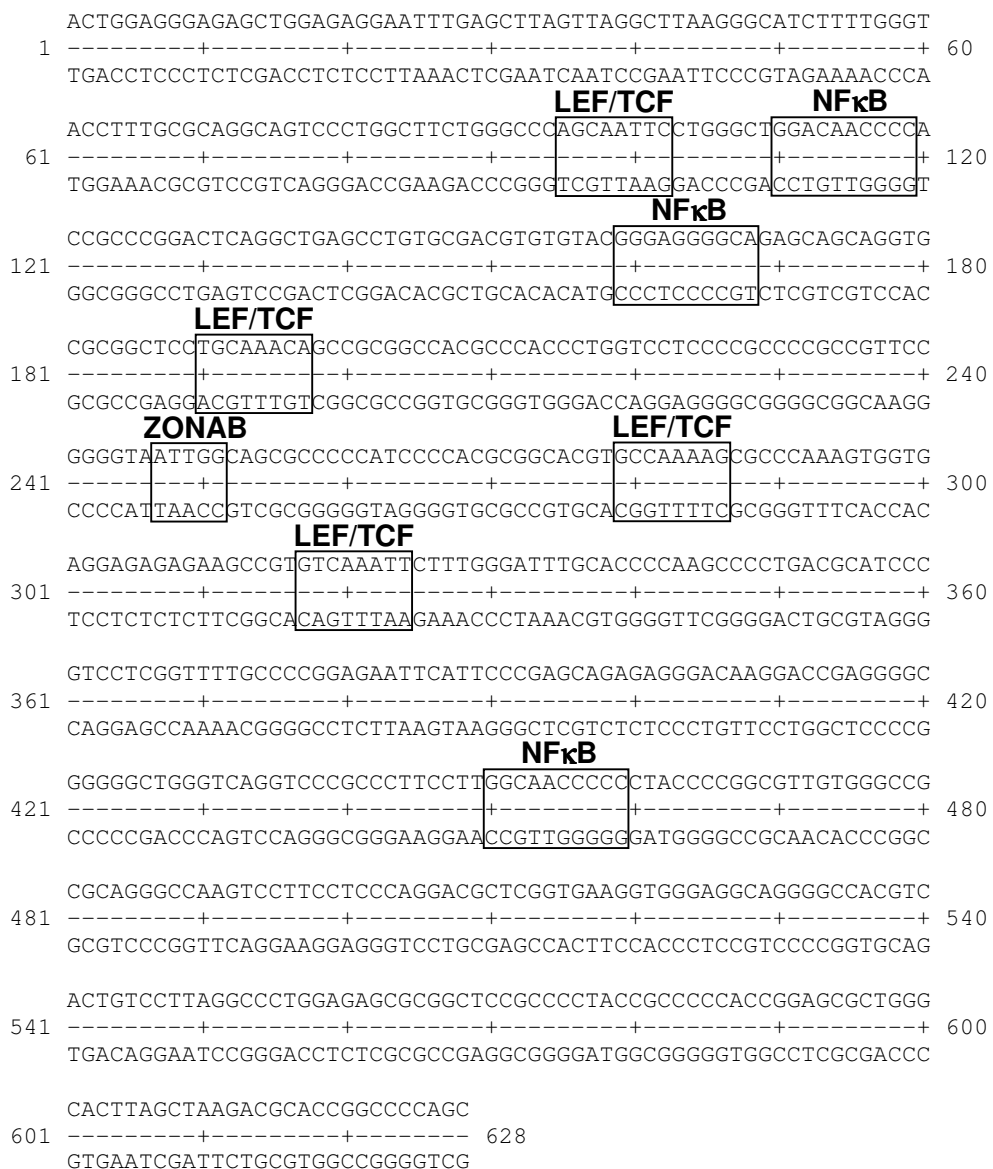 ACTGGAGGGAGAGCTGGAGAGGAATTTGAGCTTAGTTAGGCTTAAGGGCATCTTTTGGGT
1 ---------+---------+---------+---------+---------+---------+ 60
TGACCTCCCTCTCGACCTCTCCTTAAACTCGAATCAATCCGAATTCCCGTAGAAAACCCA
LEF/TCF NFκB
ACCTTTGCGCAGGCAGTCCCTGGCTTCTGGGCCCAGCAATTCCTGGGCTGGACAACCCCA
61 ---------+---------+---------+---------+---------+---------+ 120
TGGAAACGCGTCCGTCAGGGACCGAAGACCCGGGTCGTTAAGGACCCGACCTGTTGGGGT
NFκB
CCGCCCGGACTCAGGCTGAGCCTGTGCGACGTGTGTACGGGAGGGGCAGAGCAGCAGGTG
121 ---------+---------+---------+---------+---------+---------+ 180
GGCGGGCCTGAGTCCGACTCGGACACGCTGCACACATGCCCTCCCCGTCTCGTCGTCCAC
LEF/TCF
CGCGGCTCCTGCAAACAGCCGCGGCCACGCCCACCCTGGTCCTCCCCGCCCCGCCGTTCC
181 ---------+---------+---------+---------+---------+---------+ 240
GCGCCGAGGACGTTTGTCGGCGCCGGTGCGGGTGGGACCAGGAGGGGCGGGGCGGCAAGG
ZONAB LEF/TCF
GGGGTAATTGGCAGCGCCCCCATCCCCACGCGGCACGTGCCAAAAGCGCCCAAAGTGGTG
241 ---------+---------+---------+---------+---------+---------+ 300
CCCCATTAACCGTCGCGGGGGTAGGGGTGCGCCGTGCACGGTTTTCGCGGGTTTCACCAC
LEF/TCF
AGGAGAGAGAAGCCGTGTCAAATTCTTTGGGATTTGCACCCCAAGCCCCTGACGCATCCC
301 ---------+---------+---------+---------+---------+---------+ 360
TCCTCTCTCTTCGGCACAGTTTAAGAAACCCTAAACGTGGGGTTCGGGGACTGCGTAGGG
GTCCTCGGTTTTGCCCCGGAGAATTCATTCCCGAGCAGAGAGGGACAAGGACCGAGGGGC
361 ---------+---------+---------+---------+---------+---------+ 420
CAGGAGCCAAAACGGGGCCTCTTAAGTAAGGGCTCGTCTCTCCCTGTTCCTGGCTCCCCG
NFκB
GGGGGCTGGGTCAGGTCCCGCCCTTCCTTGGCAACCCCCCTACCCCGGCGTTGTGGGCCG
421 ---------+---------+---------+---------+---------+---------+ 480
CCCCCGACCCAGTCCAGGGCGGGAAGGAACCGTTGGGGGGATGGGGCCGCAACACCCGGC
CGCAGGGCCAAGTCCTTCCTCCCAGGACGCTCGGTGAAGGTGGGAGGCAGGGGCCACGTC
481 ---------+---------+---------+---------+---------+---------+ 540
GCGTCCCGGTTCAGGAAGGAGGGTCCTGCGAGCCACTTCCACCCTCCGTCCCCGGTGCAG
ACTGTCCTTAGGCCCTGGAGAGCGCGGCTCCGCCCCTACCGCCCCCACCGGAGCGCTGGG
541 ---------+---------+---------+---------+---------+---------+ 600
TGACAGGAATCCGGGACCTCTCGCGCCGAGGCGGGGATGGCGGGGGTGGCCTCGCGACCC
CACTTAGCTAAGACGCACCGGCCCCAGC
601 ---------+---------+-------- 628
GTGAATCGATTCTGCGTGGCCGGGGTCG